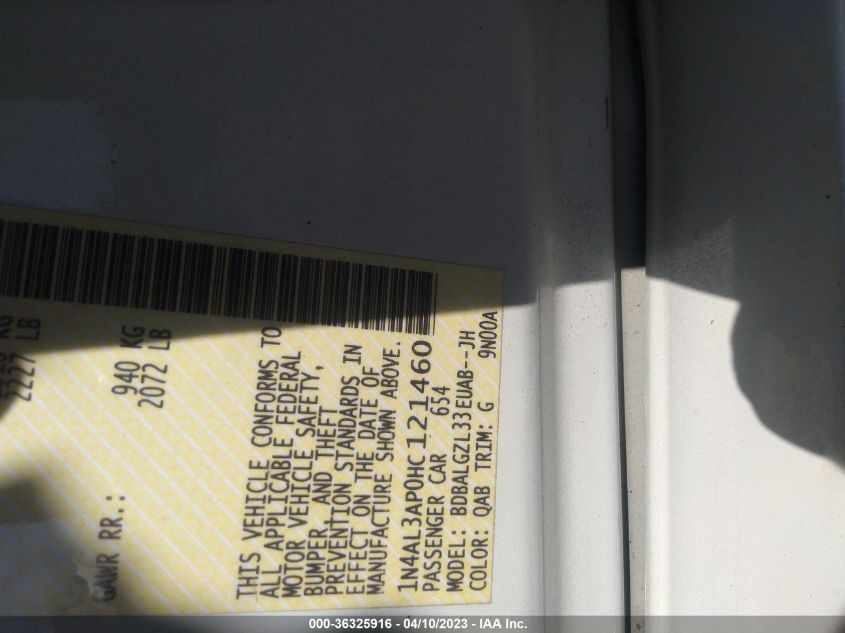 2227 LB
GAWR RR.: 940 KG
2072 LB
THIS VEHICLE CONFORMS TO
ALL APPLICABLE FEDERAL
MOTOR VEHICLE SAFETY,
BUMPER, AND THEFT
PREVENTION STANDARDS IN
EFFECT ON THE DATE OF
MANUFACTURE SHOWN ABOVE.
1N4AL3AP0HC121460
PASSENGER CAR 654
MODEL: BDBALGZL33EUAB--JH
COLOR: QAB TRIM: G 9N00A
000-36325916 - 04/10/2023 - IAA Inc.